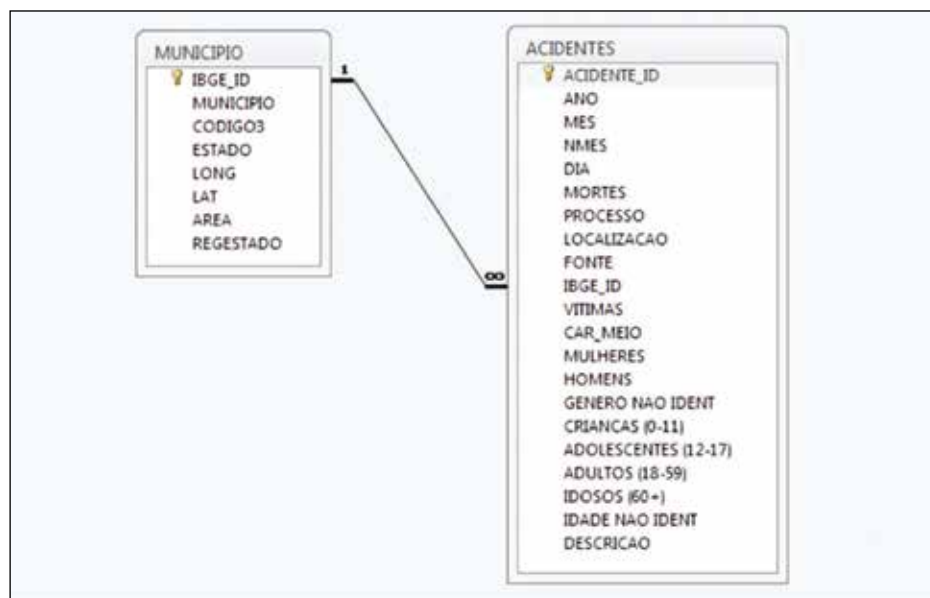 MUNICIPIO
IBGE_ID
MUNICIPIO
CODIGO3
ESTADO
LONG
LAT
AREA
REGESTADO
1
∞
ACIDENTES
ACIDENTE_ID
ANO
MES
NMES
DIA
MORTES
PROCESSO
LOCALIZACAO
FONTE
IBGE_ID
VITIMAS
CAR_MEIO
MULHERES
HOMENS
GENERO NAO IDENT
CRIANCAS (0-11)
ADOLESCENTES (12-17)
ADULTOS (18-59)
IDOSOS (60+)
IDADE NAO IDENT
DESCRICAO